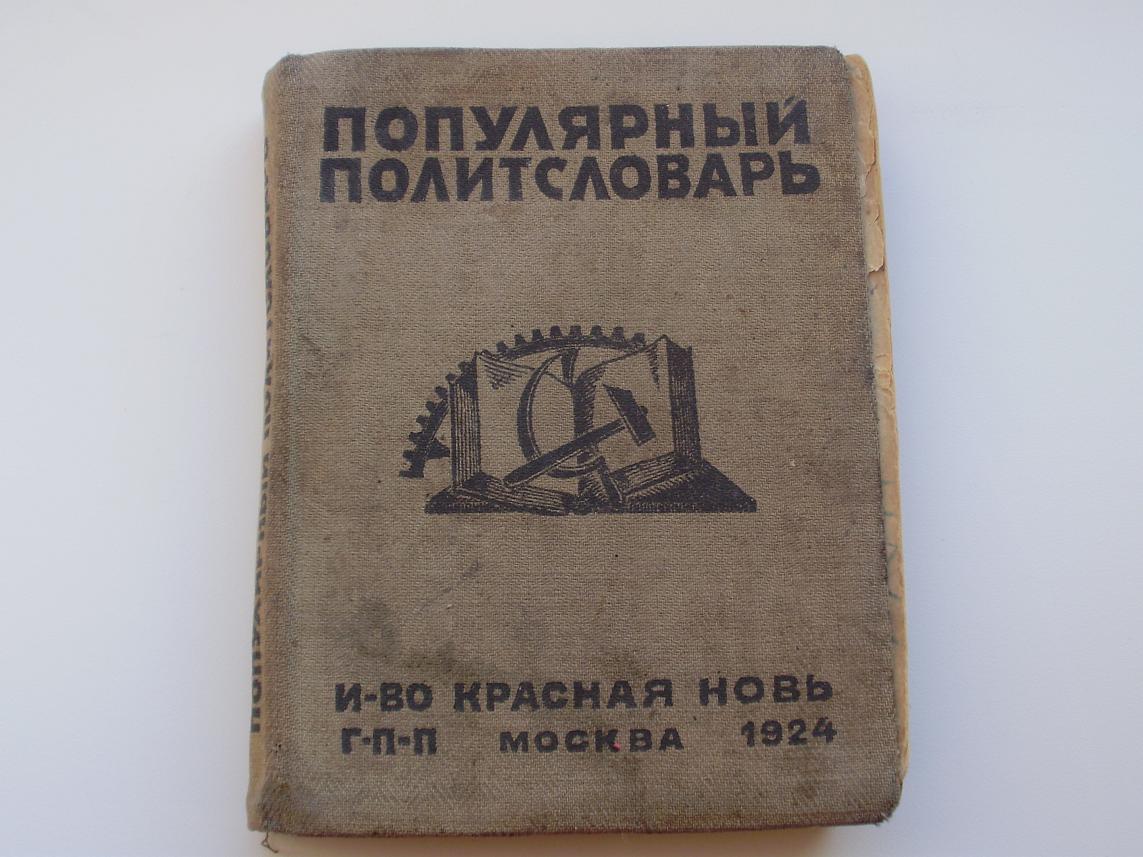 ПОПУЛЯРНЫЙ
ПОЛИТСЛОВАРЬ
И-ВО КРАСНАЯ НОВЬ
Г-П-П МОСКВА 1924